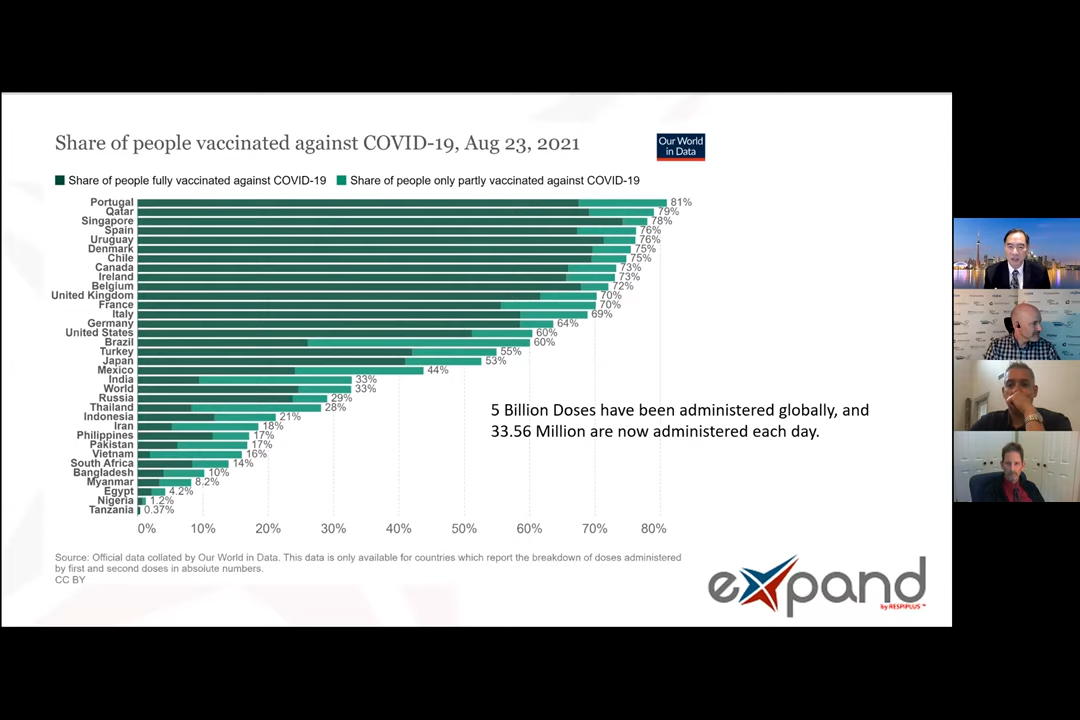 Share of people vaccinated against COVID-19, Aug 23, 2021
Our World
in Data
Share of people fully vaccinated against COVID-19 Share of people only partly vaccinated against COVID-19
Portugal 81%
Qatar 79%
Singapore 78%
Spain 76%
Uruguay 76%
Denmark 75%
Chile 75%
Canada 73%
Ireland 73%
Belgium 72%
United Kingdom 70%
France 70%
Italy 69%
Germany 64%
United States 60%
Brazil 60%
Turkey 55%
Japan 53%
Mexico 44%
India 33%
World 33%
Russia 29%
Thailand 28%
Indonesia 21%
Iran 18%
Philippines 17%
Pakistan 17%
Vietnam 16%
South Africa 14%
Bangladesh 10%
Myanmar 8.2%
Egypt 4.2%
Nigeria 1.2%
Tanzania 0.37%
0% 10% 20% 30% 40% 50% 60% 70% 80%
5 Billion Doses have been administered globally, and
33.56 Million are now administered each day.
Source: Official data collated by Our World in Data. This data is only available for countries which report the breakdown of doses administered
by first and second doses in absolute numbers.
CC BY
expand
by RESPIPLUS™